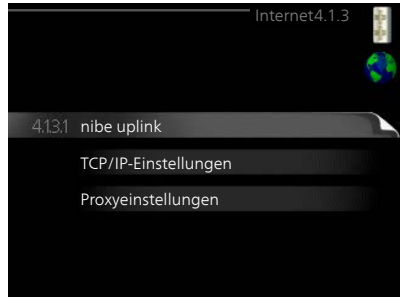 Internet4.1.3
4.1.3.1 nibe uplink
TCP/IP-Einstellungen
Proxyeinstellungen